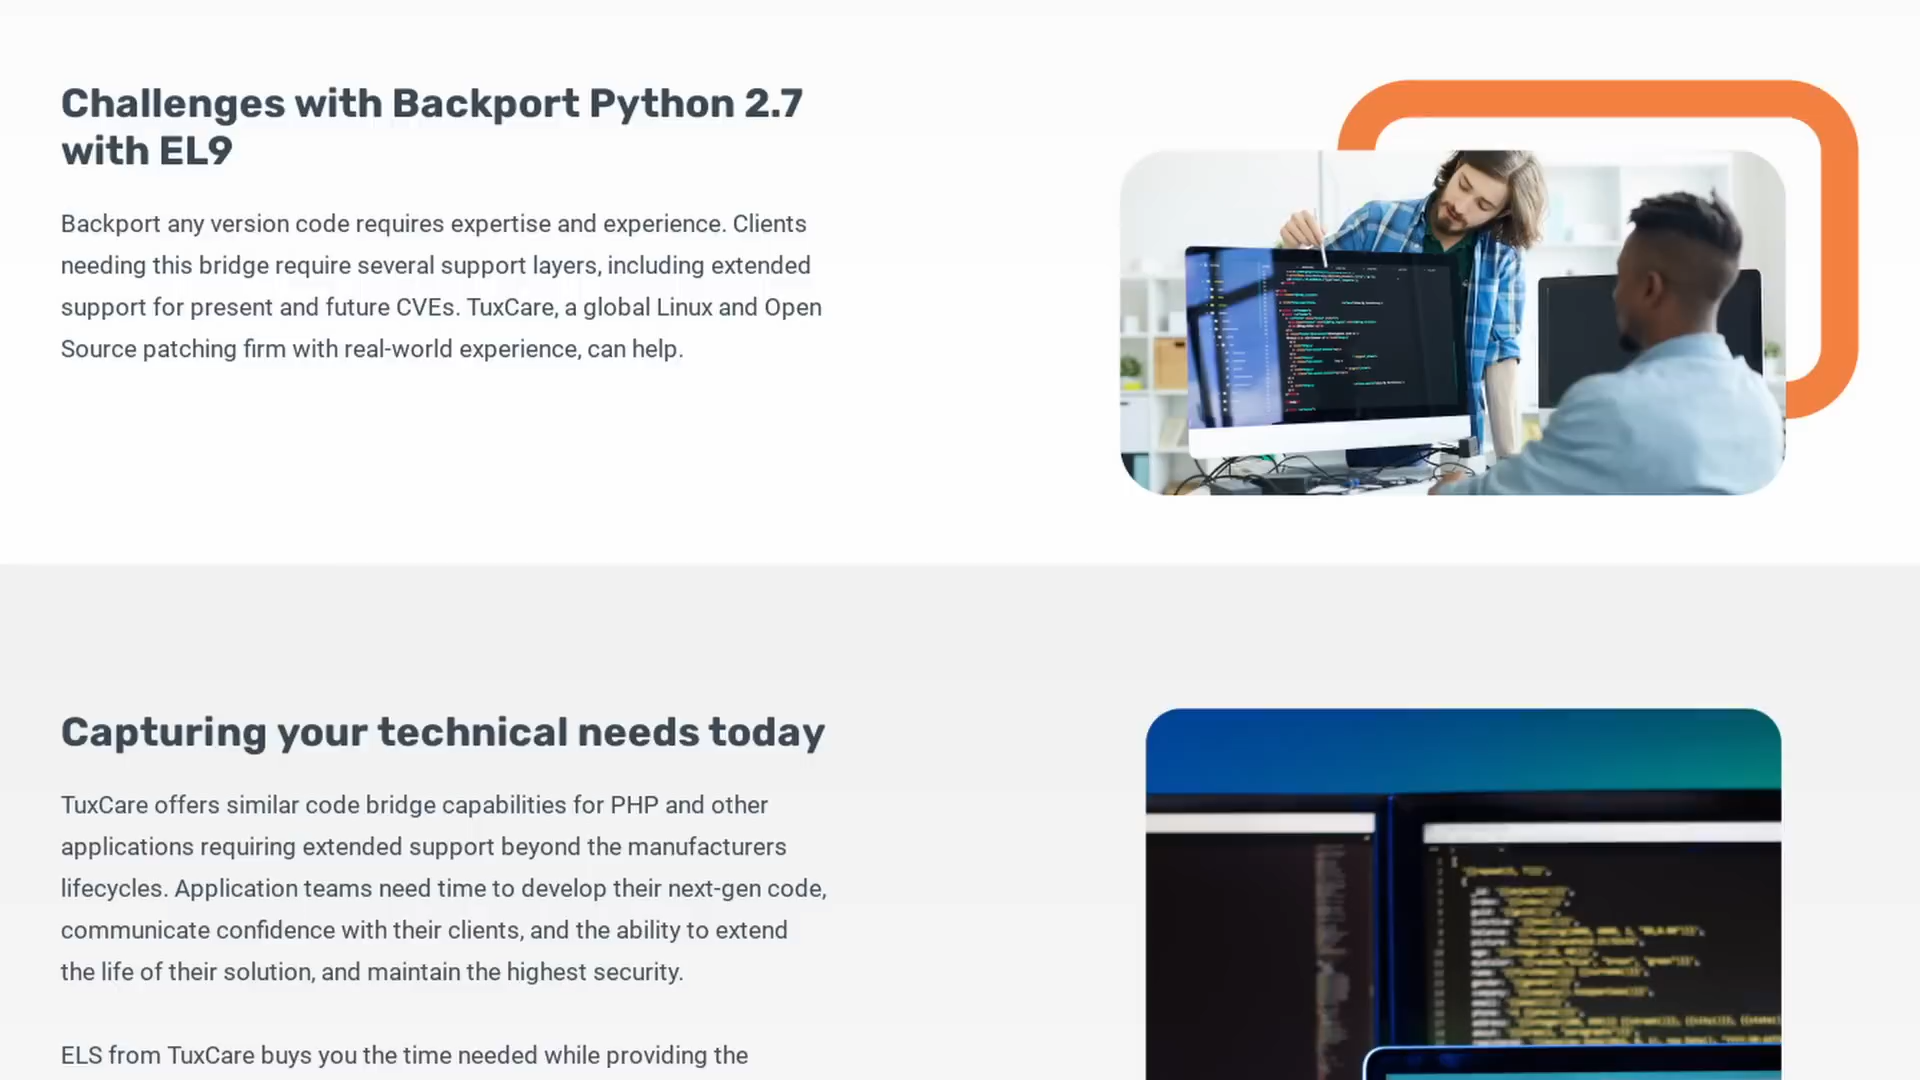 Challenges with Backport Python 2.7
with EL9
Backport any version code requires expertise and experience. Clients
needing this bridge require several support layers, including extended
support for present and future CVEs. TuxCare, a global Linux and Open
Source patching firm with real-world experience, can help.
Capturing your technical needs today
TuxCare offers similar code bridge capabilities for PHP and other
applications requiring extended support beyond the manufacturers
lifecycles. Application teams need time to develop their next-gen code,
communicate confidence with their clients, and the ability to extend
the life of their solution, and maintain the highest security.
ELS from TuxCare buys you the time needed while providing the